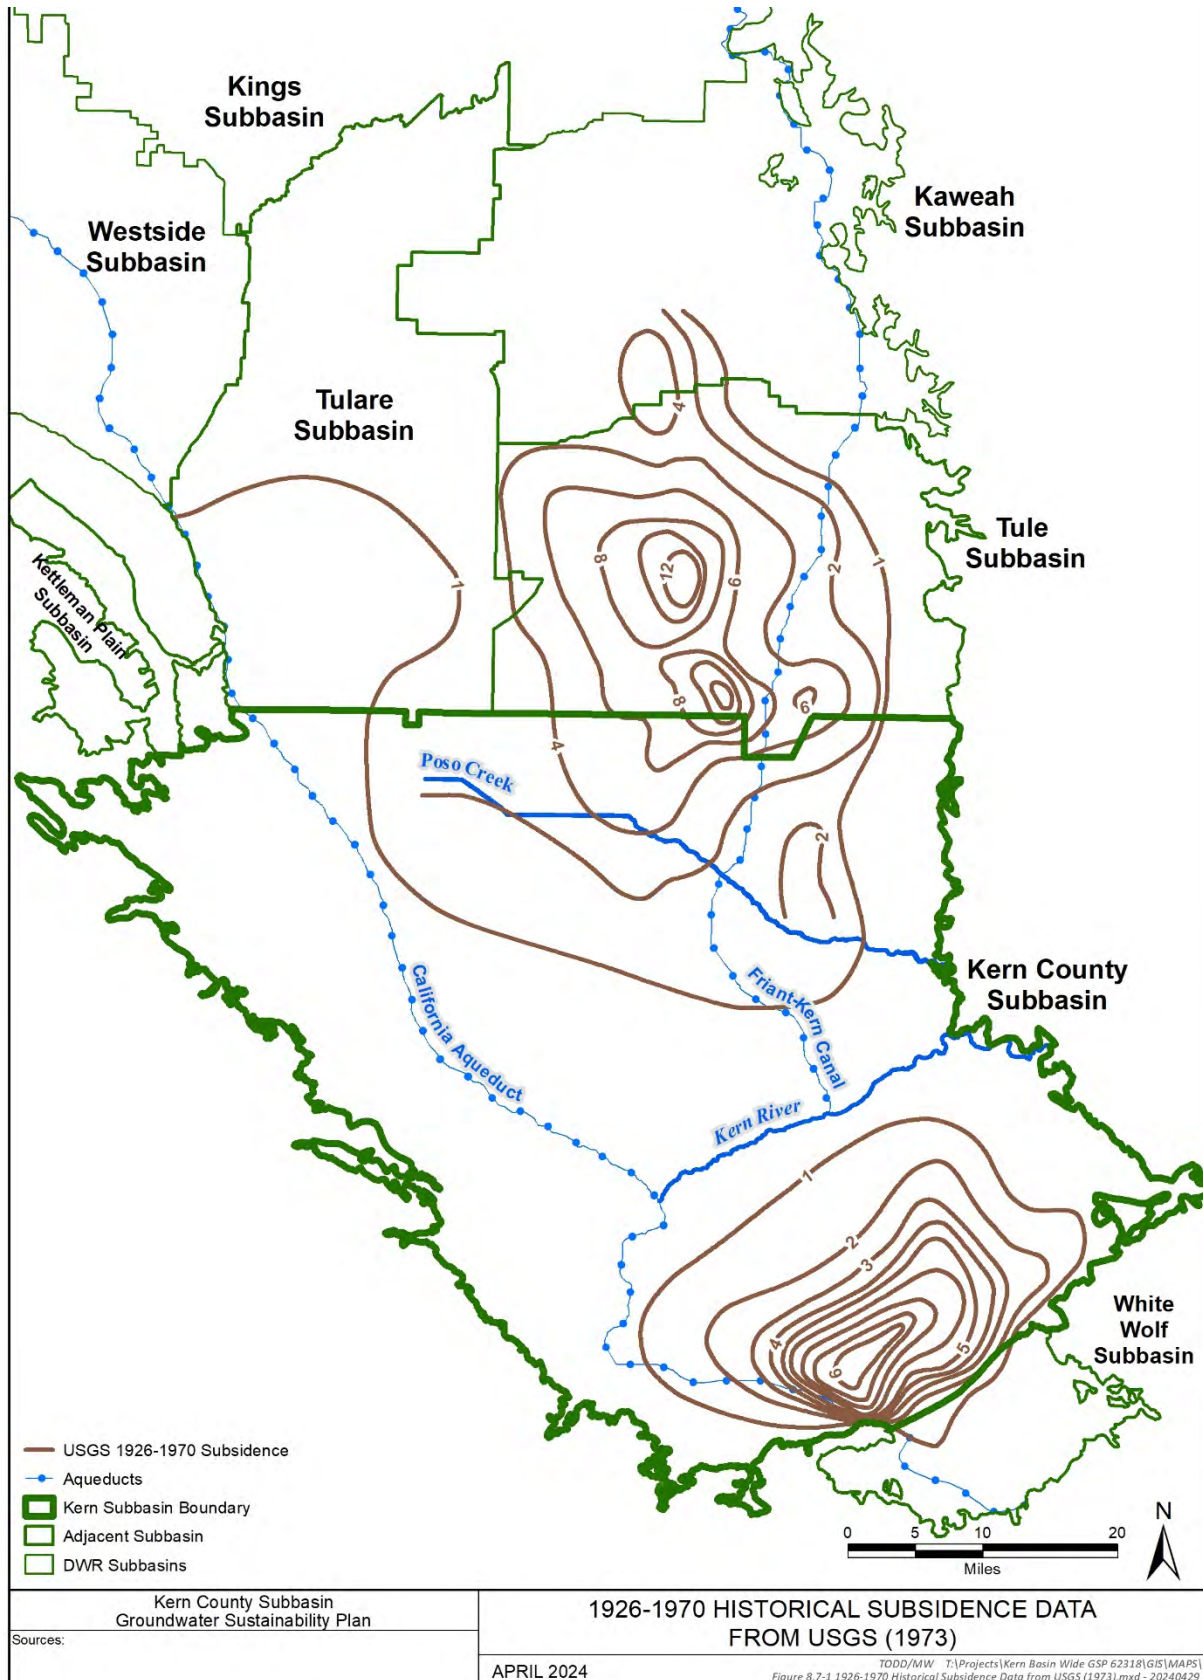 Kings
Subbasin
Westside
Subbasin
Kaweah
Subbasin
4
Tulare
Subbasin
Tule
Subbasin
Kettleman Plain
Subbasin
1
8
12
6
2
1
8
6
4
Poso Creek
2
Kern County
Subbasin
California Aqueduct
Friant-Kern Canal
Kern River
1
2
3
4
5
9
White
Wolf
Subbasin
USGS 1926-1970 Subsidence
Aqueducts
Kern Subbasin Boundary
Adjacent Subbasin
DWR Subbasins
N
0 5 10 20
Miles
Kern County Subbasin
Groundwater Sustainability Plan
Sources:
1926-1970 HISTORICAL SUBSIDENCE DATA
FROM USGS (1973)
APRIL 2024
TODD/MW T:\Projects\Kern Basin Wide GSP 62318\GIS\MAPS\
Figure 8.7-1 1926-1970 Historical Subsidence Data from USGS (1973).mxd - 20240429